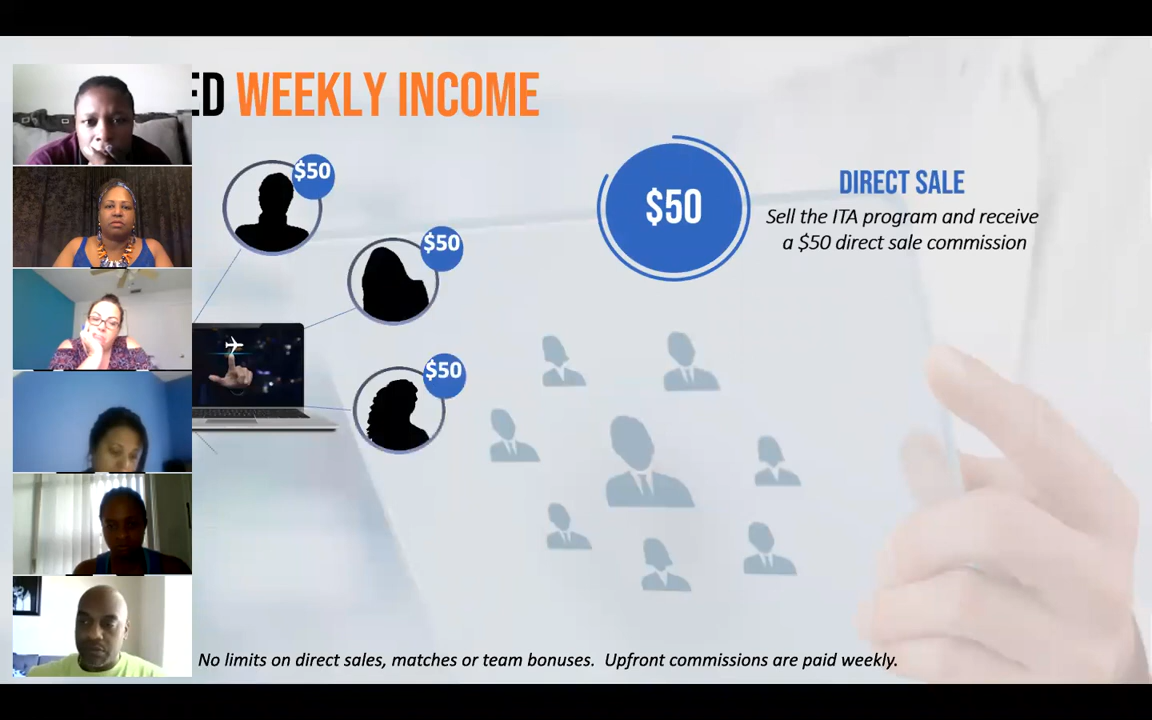 ED WEEKLY INCOME
$50
$50
$50
$50
DIRECT SALE
Sell the ITA program and receive
a $50 direct sale commission
No limits on direct sales, matches or team bonuses.  Upfront commissions are paid weekly.